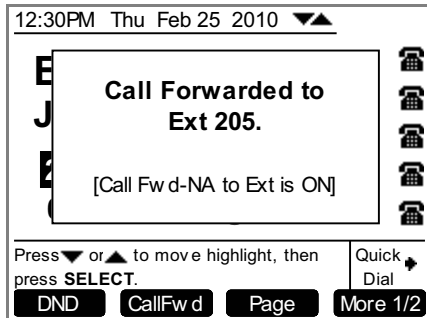 12:30PM Thu Feb 25 2010 ▼▲
Call Forwarded to
Ext 205.
[Call Fwd-NA to Ext is ON]
Press ▼ or ▲ to move highlight, then
press SELECT.
Quick
Dial
DND CallFwd Page More 1/2